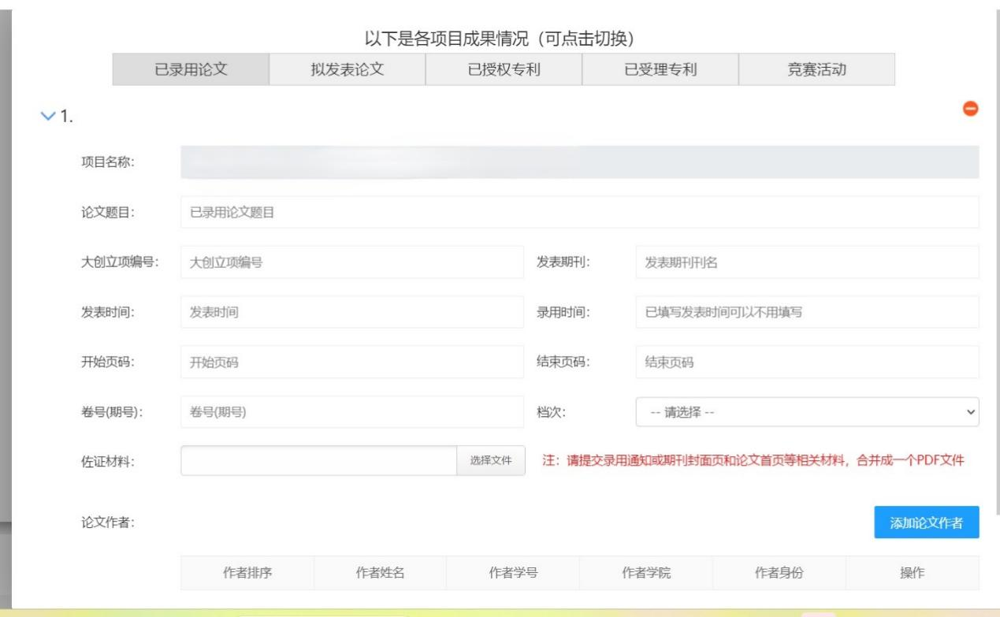 以下是各项目成果情况（可点击切换）
已录用论文 拟发表论文 已授权专利 已受理专利 竞赛活动
1.
项目名称：
论文题目： 已录用论文题目
大创立项编号： 大创立项编号 发表期刊： 发表期刊刊名
发表时间： 发表时间 录用时间： 已填写发表时间可以不用填写
开始页码： 开始页码 结束页码： 结束页码
卷号(期号)： 卷号(期号) 档次： -- 请选择 --
佐证材料： 选择文件 注：请提交录用通知或期刊封面页和论文首页等相关材料，合并成一个PDF文件
论文作者： 添加论文作者
作者排序 作者姓名 作者学号 作者学院 作者身份 操作